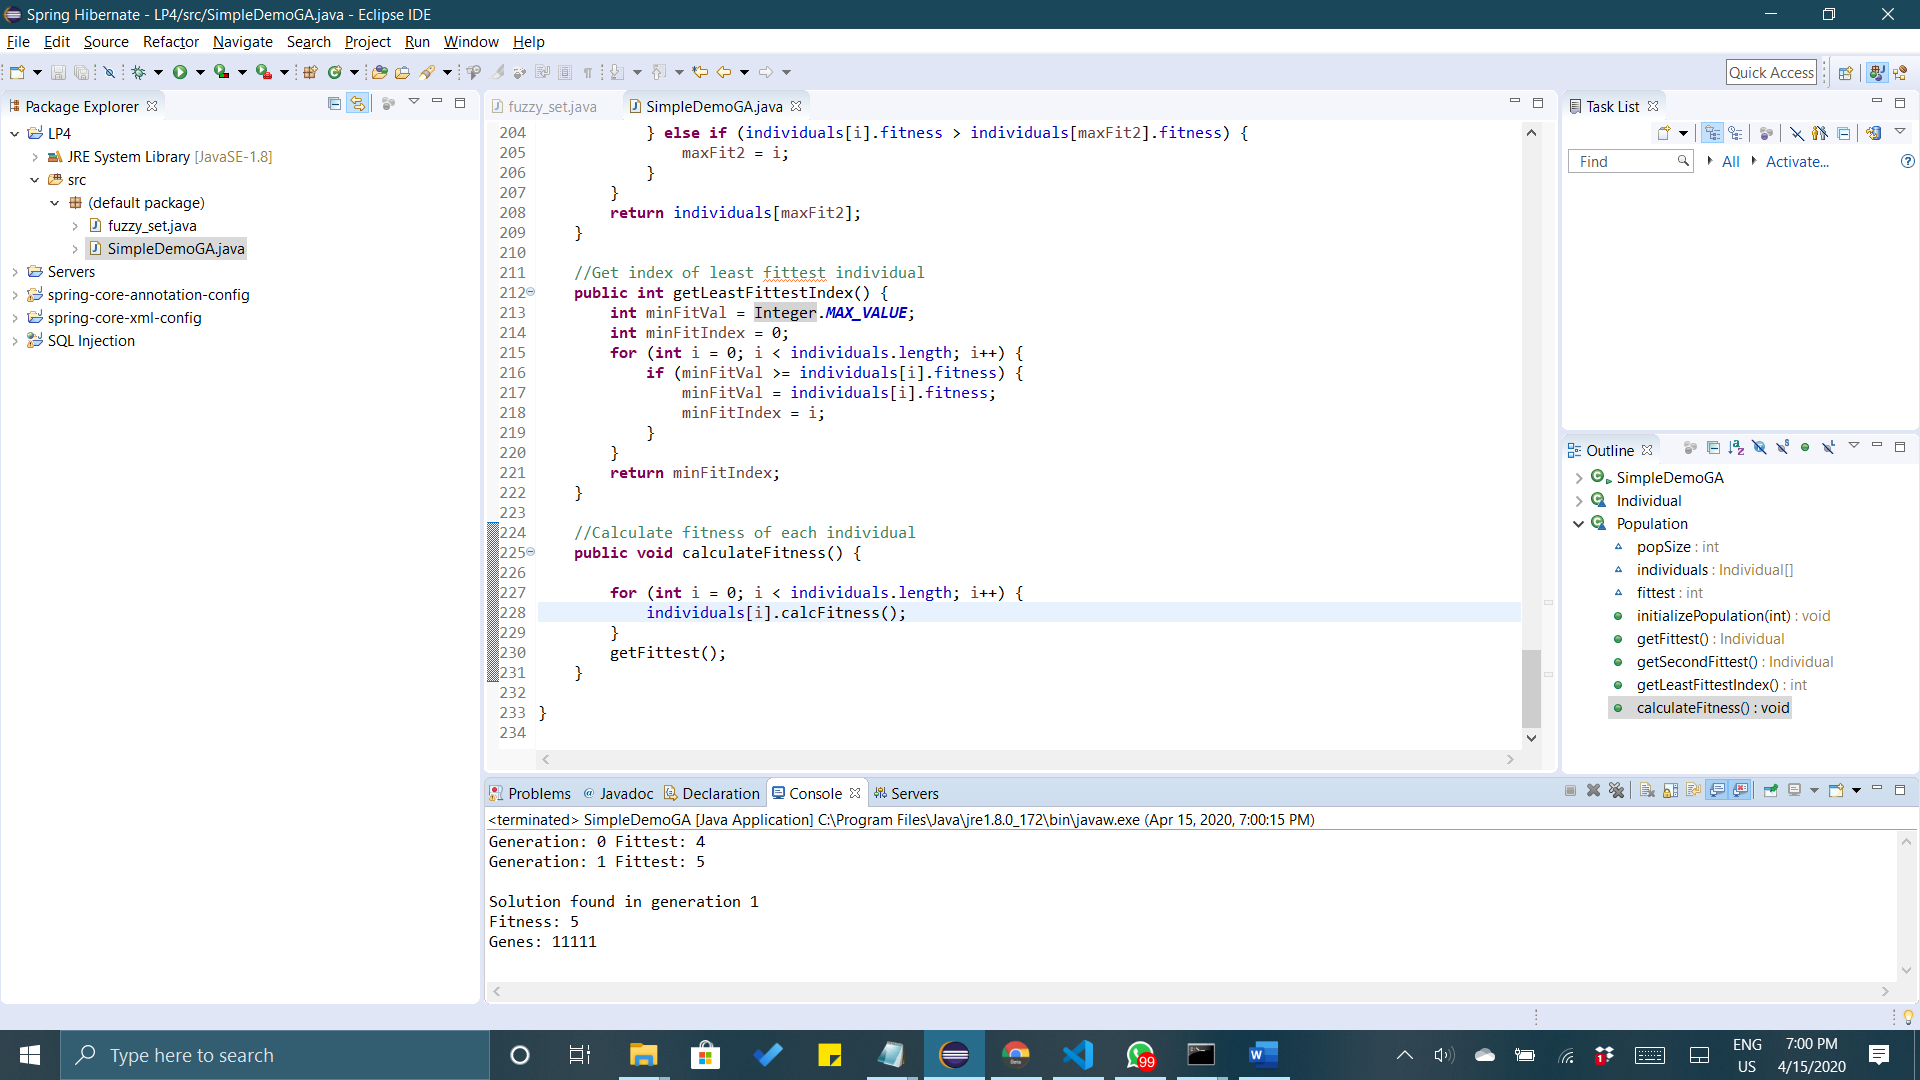 Spring Hibernate - LP4/src/SimpleDemoGA.java - Eclipse IDE
File Edit Source Refactor Navigate Search Project Run Window Help
Quick Access
Package Explorer
LP4
JRE System Library [JavaSE-1.8]
src
(default package)
fuzzy_set.java
SimpleDemoGA.java
Servers
spring-core-annotation-config
spring-core-xml-config
SQL Injection
fuzzy_set.java SimpleDemoGA.java
204 } else if (individuals[i].fitness > individuals[maxFit2].fitness) {
205 maxFit2 = i;
206 }
207 }
208 return individuals[maxFit2];
209 }
210
211 //Get index of least fittest individual
212 public int getLeastFittestIndex() {
213 int minFitVal = Integer.MAX_VALUE;
214 int minFitIndex = 0;
215 for (int i = 0; i < individuals.length; i++) {
216 if (minFitVal >= individuals[i].fitness) {
217 minFitVal = individuals[i].fitness;
218 minFitIndex = i;
219 }
220 }
221 return minFitIndex;
222 }
223
224 //Calculate fitness of each individual
225 public void calculateFitness() {
226
227 for (int i = 0; i < individuals.length; i++) {
228 individuals[i].calcFitness();
229 }
230 getFittest();
231 }
232
233 }
234
Task List
Find All Activate...
Outline
SimpleDemoGA
Individual
Population
popSize : int
individuals : Individual[]
fittest : int
initializePopulation(int) : void
getFittest() : Individual
getSecondFittest() : Individual
getLeastFittestIndex() : int
calculateFitness() : void
Problems @ Javadoc Declaration Console Servers
<terminated> SimpleDemoGA [Java Application] C:\Program Files\Java\jre1.8.0_172\bin\javaw.exe (Apr 15, 2020, 7:00:15 PM)
Generation: 0 Fittest: 4
Generation: 1 Fittest: 5
Solution found in generation 1
Fitness: 5
Genes: 11111
Type here to search
99
1
ENG
US
7:00 PM
4/15/2020